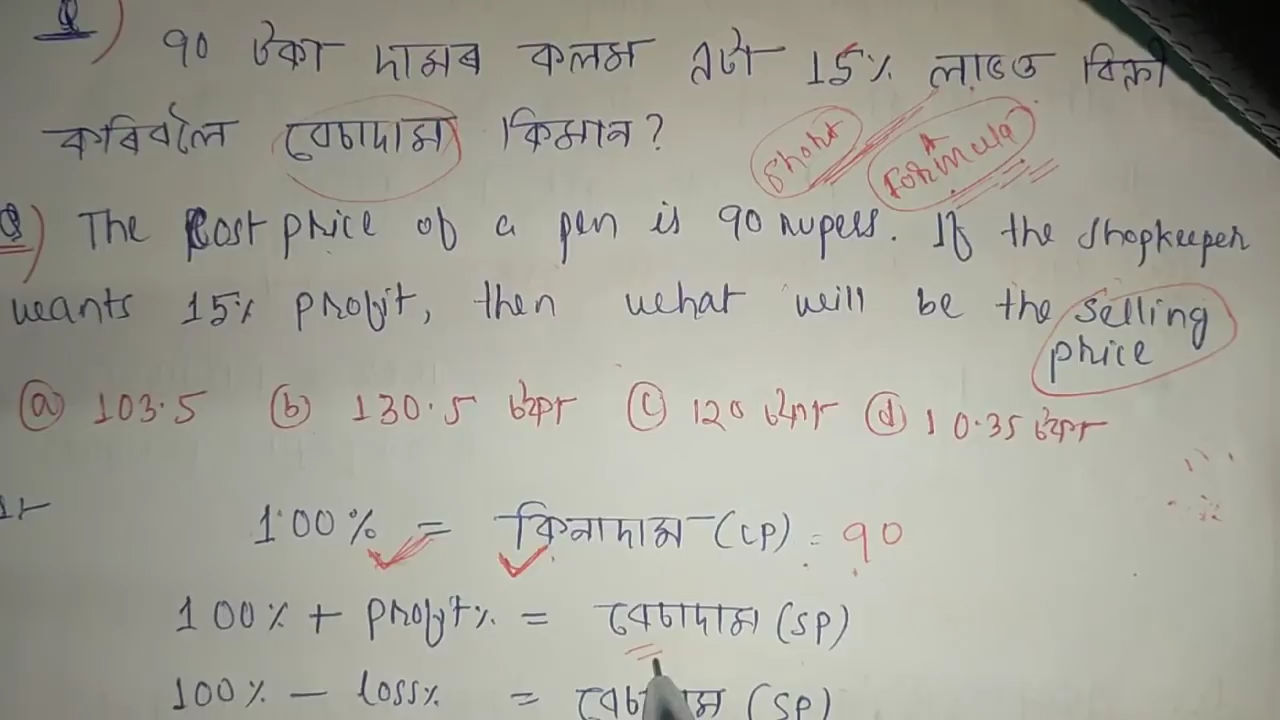 Q) 90 টকা দামৰ কলম এটা 15% লাভত বিক্ৰী
কৰিবলৈ বেচাদাম কিমান?
Short
Formula
Q) The Cost price of a pen is 90 rupess. If the shopkeeper
wants 15% profit, then what will be the selling
price
(a) 103.5 (b) 130.5 টকা (c) 120 টকা (d) 10.35 টকা
100% = কিনাদাম (CP) = 90
100% + profit% = বেচাদাম (SP)
100% - loss% = (SP)